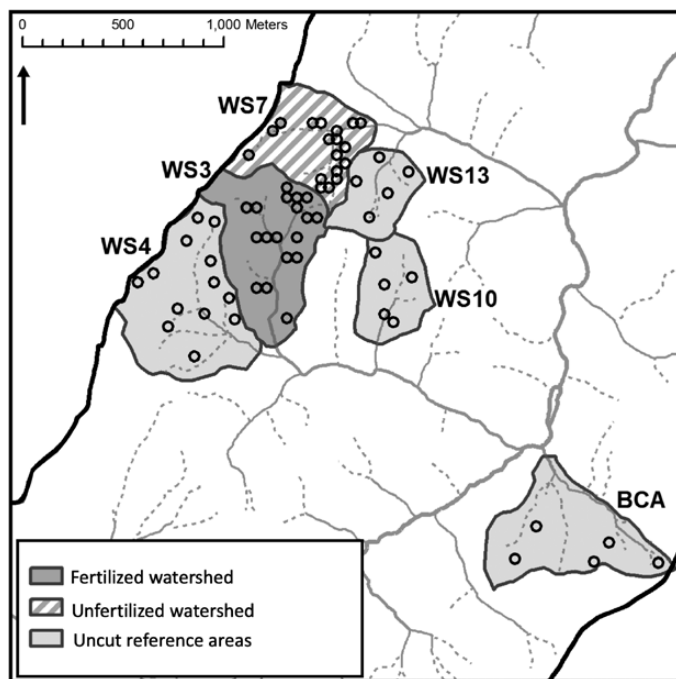 0 500 1,000 Meters
WS7
WS3
WS13
WS4
WS10
BCA
Fertilized watershed
Unfertilized watershed
Uncut reference areas